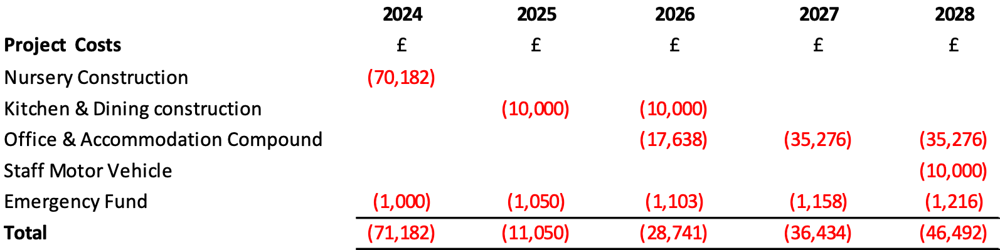 2024 2025 2026 2027 2028
Project Costs £ £ £ £ £
Nursery Construction (70,182)
Kitchen & Dining construction (10,000) (10,000)
Office & Accommodation Compound (17,638) (35,276) (35,276)
Staff Motor Vehicle (10,000)
Emergency Fund (1,000) (1,050) (1,103) (1,158) (1,216)
Total (71,182) (11,050) (28,741) (36,434) (46,492)